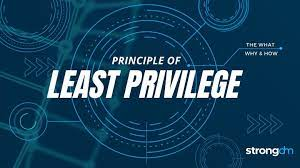 PRINCIPLE OF
LEAST PRIVILEGE
THE WHAT
WHY & HOW
strongdm